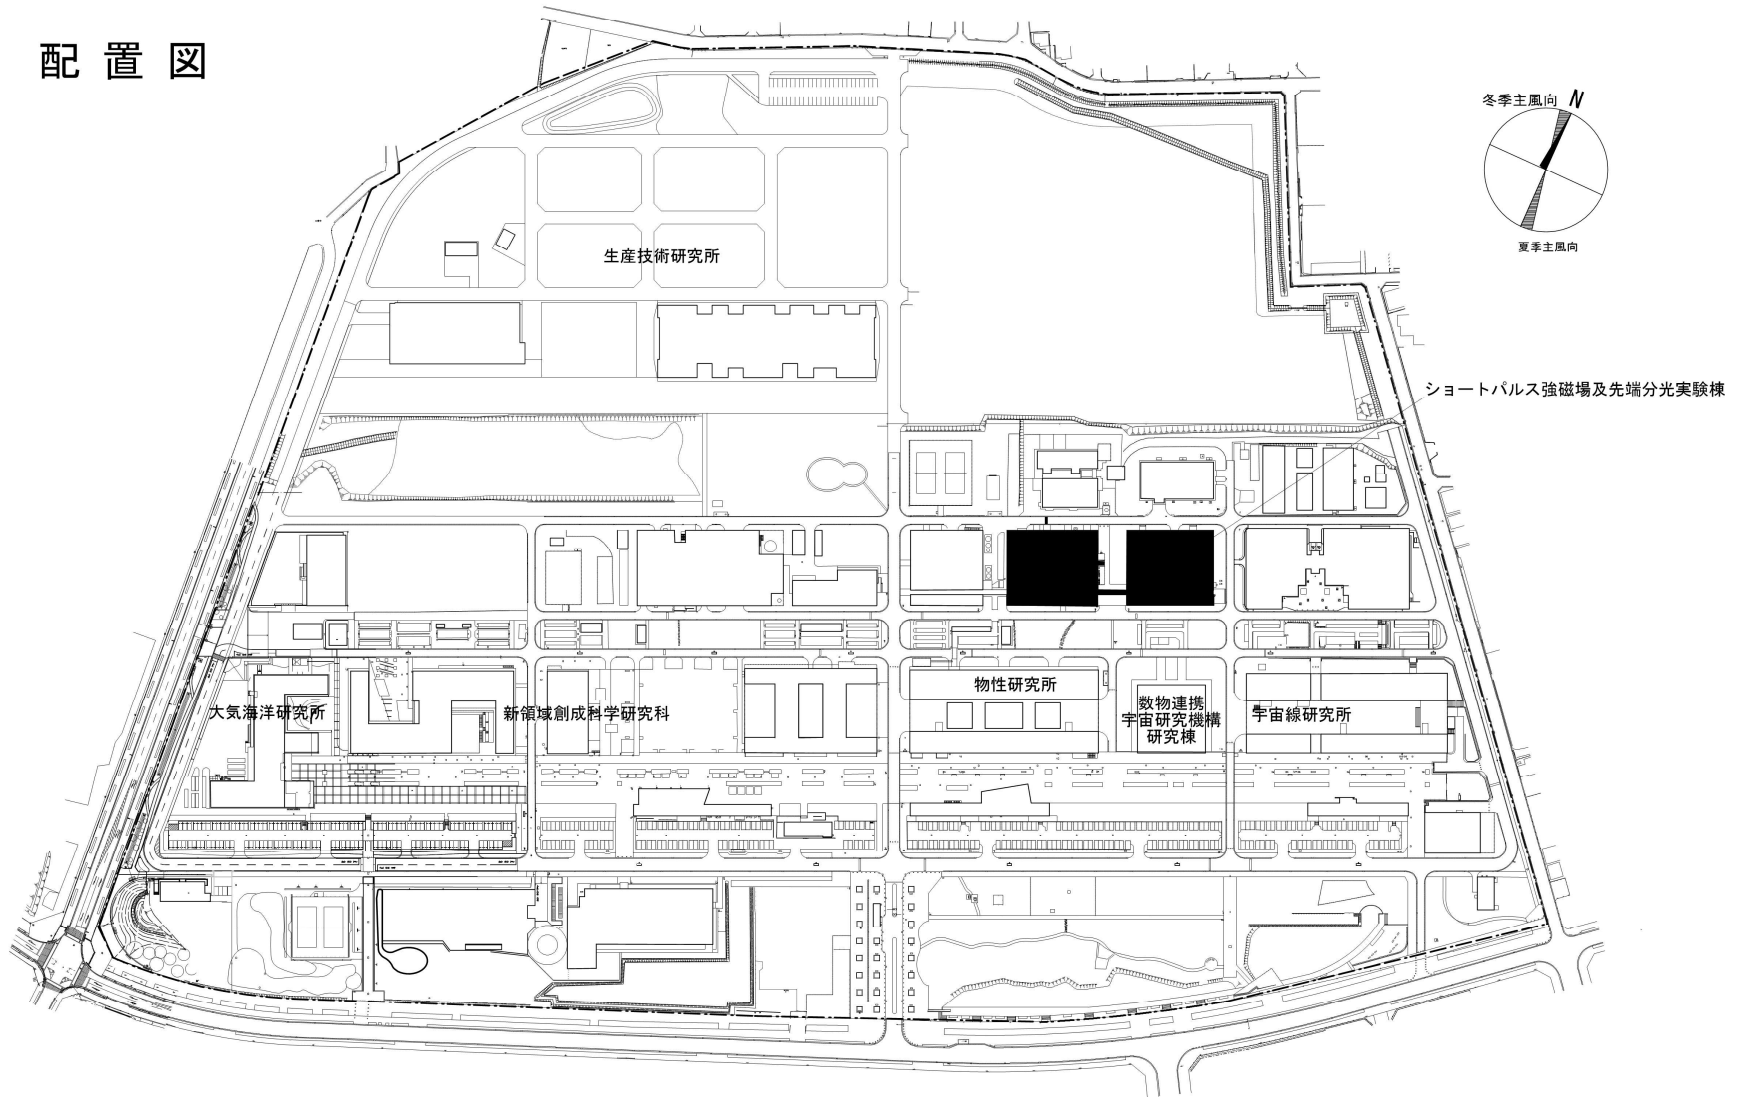 配置図
冬季主風向 N
夏季主風向
生産技術研究所
ショートパルス強磁場及先端分光実験棟
物性研究所
数物連携
宇宙研究機構
研究棟
宇宙線研究所
大気海洋研究所
新領域創成科学研究科